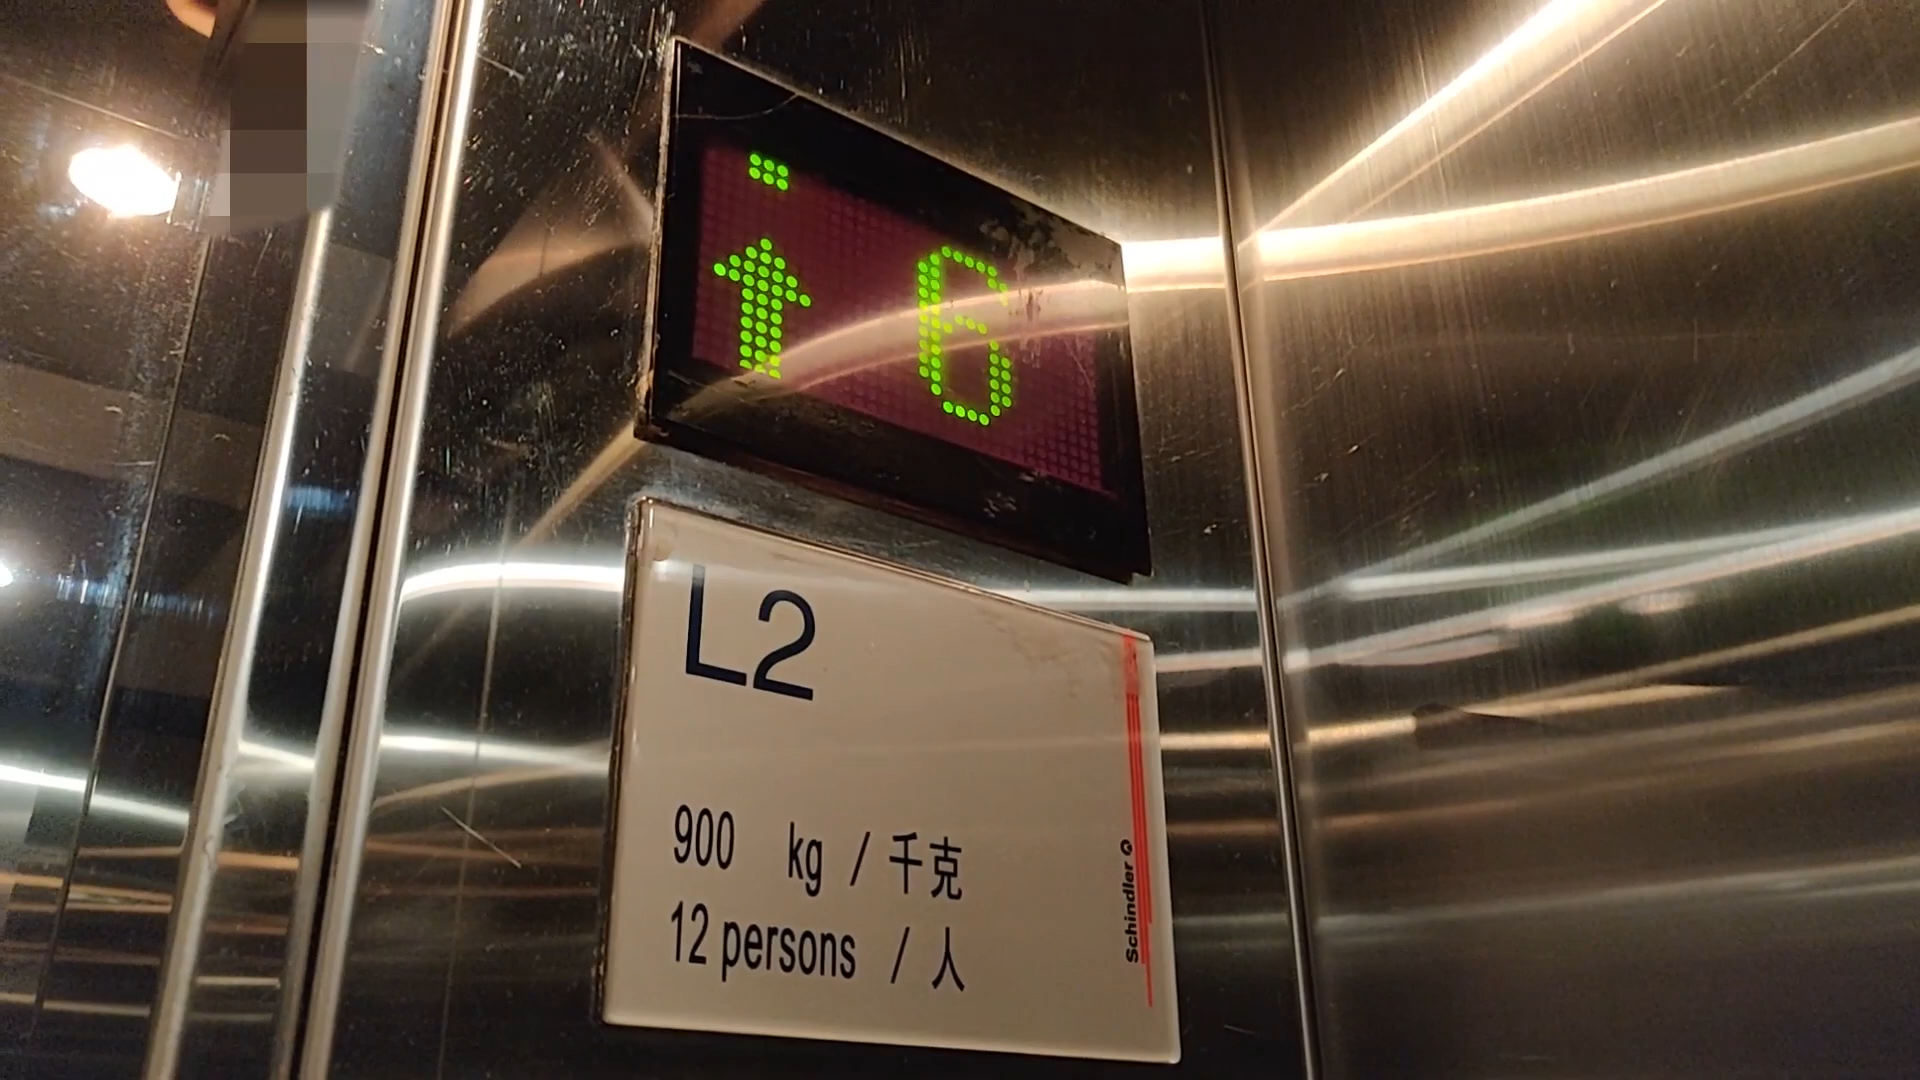 6
L2
900 kg / 千克
12 persons / 人
Schindler